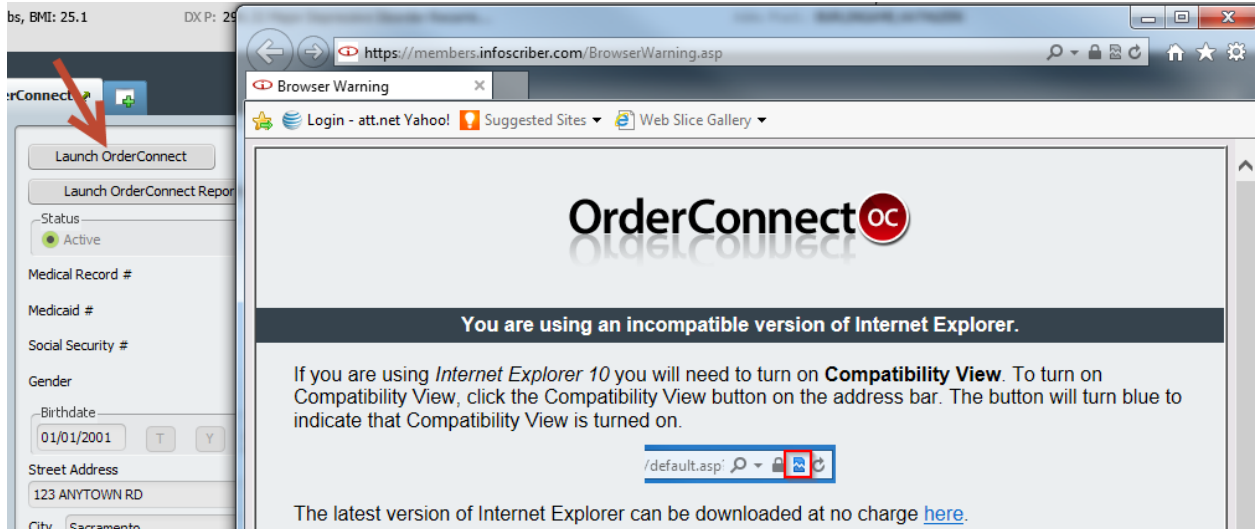 bs, BMI: 25.1
DX P: 29
https://members.infoscriber.com/BrowserWarning.asp
rConnect
Browser Warning
Login - att.net Yahoo! Suggested Sites Web Slice Gallery
Launch OrderConnect
Launch OrderConnect Repor
Status
Active
Medical Record #
Medicaid #
Social Security #
Gender
Birthdate
01/01/2001 T Y
Street Address
123 ANYTOWN RD
City Sacramento
OrderConnect oc
You are using an incompatible version of Internet Explorer.
If you are using Internet Explorer 10 you will need to turn on Compatibility View. To turn on
Compatibility View, click the Compatibility View button on the address bar. The button will turn blue to
indicate that Compatibility View is turned on.
/default.asp
The latest version of Internet Explorer can be downloaded at no charge here.